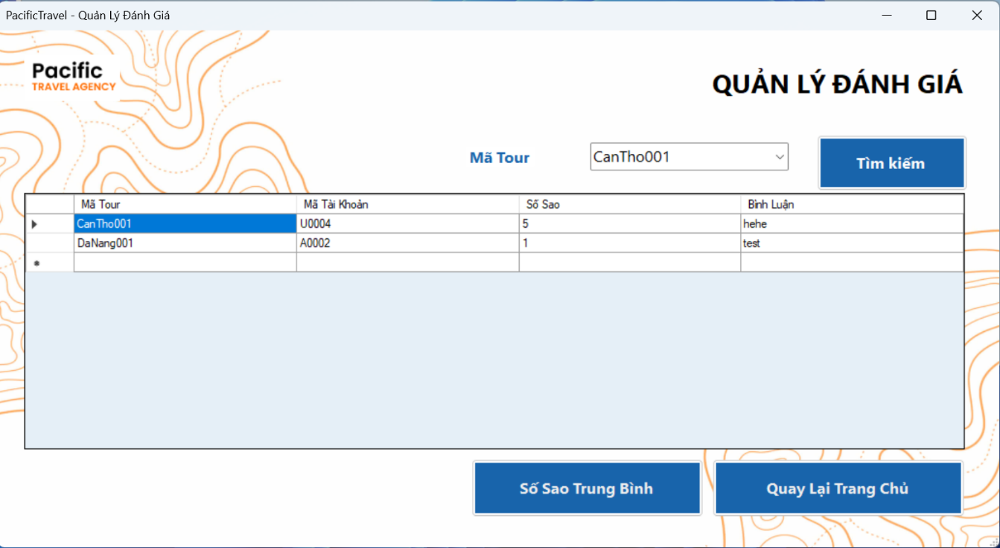 PacificTravel - Quản Lý Đánh Giá
Pacific
TRAVEL AGENCY
QUẢN LÝ ĐÁNH GIÁ
Mã Tour CanTho001 Tìm kiếm
Mã Tour Mã Tài Khoản Số Sao Bình Luận
CanTho001 U0004 5 hehe
DaNang001 A0002 1 test
Số Sao Trung Bình Quay Lại Trang Chủ